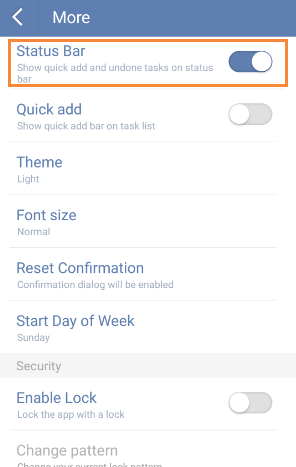 More
Status Bar
Show quick add and undone tasks on status
bar
Quick add
Show quick add bar on task list
Theme
Light
Font size
Normal
Reset Confirmation
Confirmation dialog will be enabled
Start Day of Week
Sunday
Security
Enable Lock
Lock the app with a lock
Change pattern
Change your current lock pattern